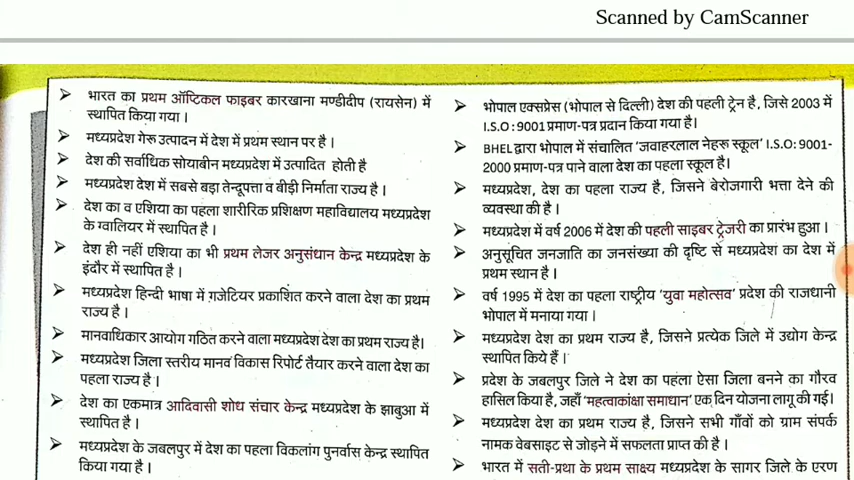 Scanned by CamScanner
➤ भारत का प्रथम ऑप्टिकल फाइबर कारखाना मण्डीदीप (रायसेन) में
स्थापित किया गया ।
➤ मध्यप्रदेश गेरू उत्पादन में देश में प्रथम स्थान पर है ।
➤ देश की सर्वाधिक सोयाबीन मध्यप्रदेश में उत्पादित होती है
➤ मध्यप्रदेश देश में सबसे बड़ा तेन्दूपत्ता व बीड़ी निर्माता राज्य है ।
➤ देश का व एशिया का पहला शारीरिक प्रशिक्षण महाविद्यालय मध्यप्रदेश
के ग्वालियर में स्थापित है ।
➤ देश ही नहीं एशिया का भी प्रथम लेजर अनुसंधान केन्द्र मध्यप्रदेश के
इंदौर में स्थापित है ।
➤ मध्यप्रदेश हिन्दी भाषा में गज़ेटियर प्रकाशित करने वाला देश का प्रथम
राज्य है ।
➤ मानवाधिकार आयोग गठित करने वाला मध्यप्रदेश देश का प्रथम राज्य है।
➤ मध्यप्रदेश जिला स्तरीय मानव विकास रिपोर्ट तैयार करने वाला देश का
पहला राज्य है ।
➤ देश का एकमात्र आदिवासी शोध संचार केन्द्र मध्यप्रदेश के झाबुआ में
स्थापित है ।
➤ मध्यप्रदेश के जबलपुर में देश का पहला विकलांग पुनर्वास केन्द्र स्थापित
किया गया है ।
➤ भोपाल एक्सप्रेस (भोपाल से दिल्ली) देश की पहली ट्रेन है, जिसे 2003 में
I.S.O : 9001 प्रमाण-पत्र प्रदान किया गया है।
➤ BHEL द्वारा भोपाल में संचालित 'जवाहरलाल नेहरू स्कूल' I.S.O: 9001-
2000 प्रमाण-पत्र पाने वाला देश का पहला स्कूल है।
➤ मध्यप्रदेश, देश का पहला राज्य है, जिसने बेरोजगारी भत्ता देने की
व्यवस्था की है ।
➤ मध्यप्रदेश में वर्ष 2006 में देश की पहली साइबर ट्रेजरी का प्रारंभ हुआ ।
➤ अनुसूचित जनजाति का जनसंख्या की दृष्टि से मध्यप्रदेश का देश में
प्रथम स्थान है ।
➤ वर्ष 1995 में देश का पहला राष्ट्रीय 'युवा महोत्सव' प्रदेश की राजधानी
भोपाल में मनाया गया ।
➤ मध्यप्रदेश देश का प्रथम राज्य है, जिसने प्रत्येक जिले में उद्योग केन्द्र
स्थापित किये हैं ।
➤ प्रदेश के जबलपुर जिले ने देश का पहला ऐसा जिला बनने का गौरव
हासिल किया है, जहाँ 'महत्वाकांक्षा समाधान' एक दिन योजना लागू की गई।
➤ मध्यप्रदेश देश का प्रथम राज्य है, जिसने सभी गाँवों को ग्राम संपर्क
नामक वेबसाइट से जोड़ने में सफलता प्राप्त की है ।
➤ भारत में सती-प्रथा के प्रथम साक्ष्य मध्यप्रदेश के सागर जिले के एरण